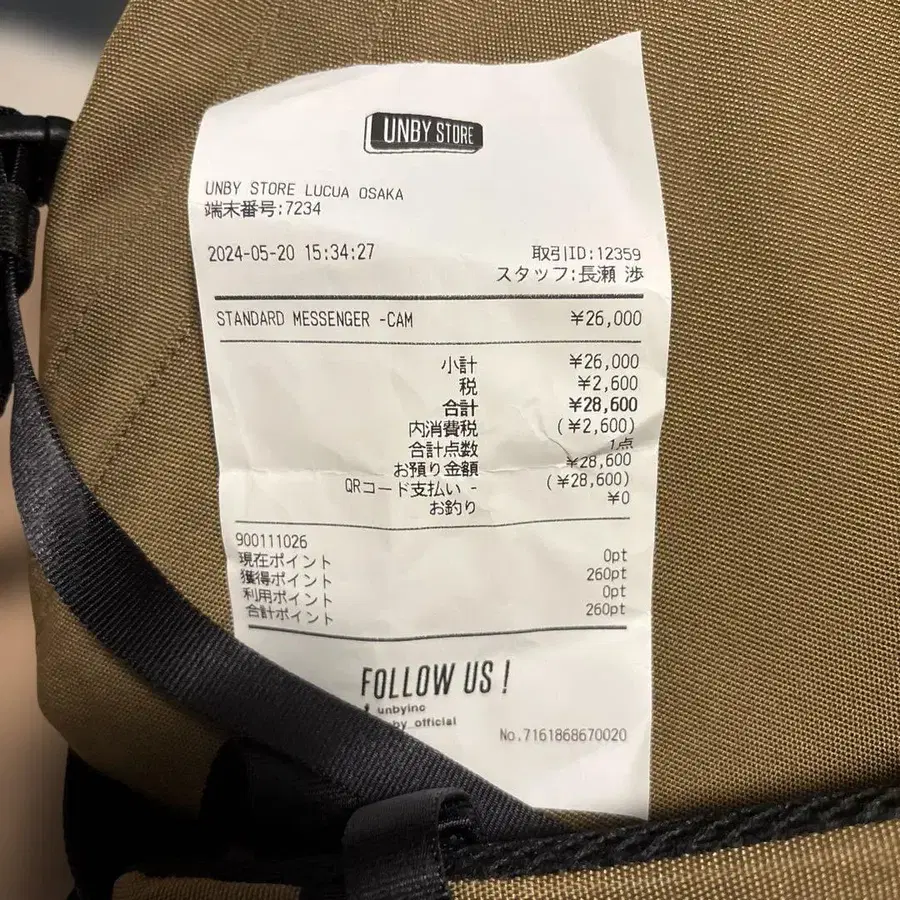 UNBY STORE
UNBY STORE LUCUA OSAKA
端末番号:7234
2024-05-20 15:34:27 取引ID:12359
スタッフ:長瀬 渉
STANDARD MESSENGER -CAM ¥26,000
小計 ¥26,000
税 ¥2,600
合計 ¥28,600
内消費税 (¥2,600)
合計点数 1点
お預り金額 ¥28,600
QRコード支払い - (¥28,600)
お釣り ¥0
900111026
現在ポイント 0pt
獲得ポイント 260pt
利用ポイント 0pt
合計ポイント 260pt
FOLLOW US !
unbyinc
by_official
No.7161868670020